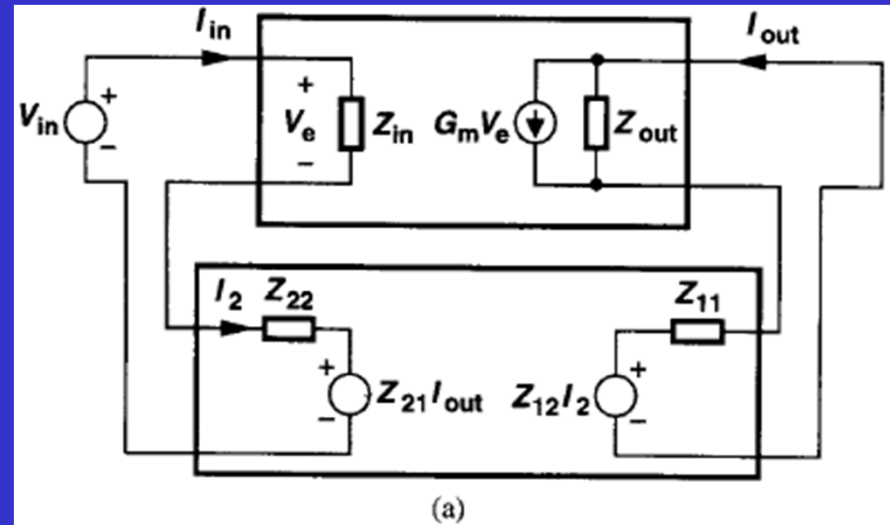 I_in I_out
+ V_in −
+ V_e − Z_in G_mV_e Z_out
I_2 Z_22 Z_11
+ Z_21I_out − Z_12I_2 + −
(a)